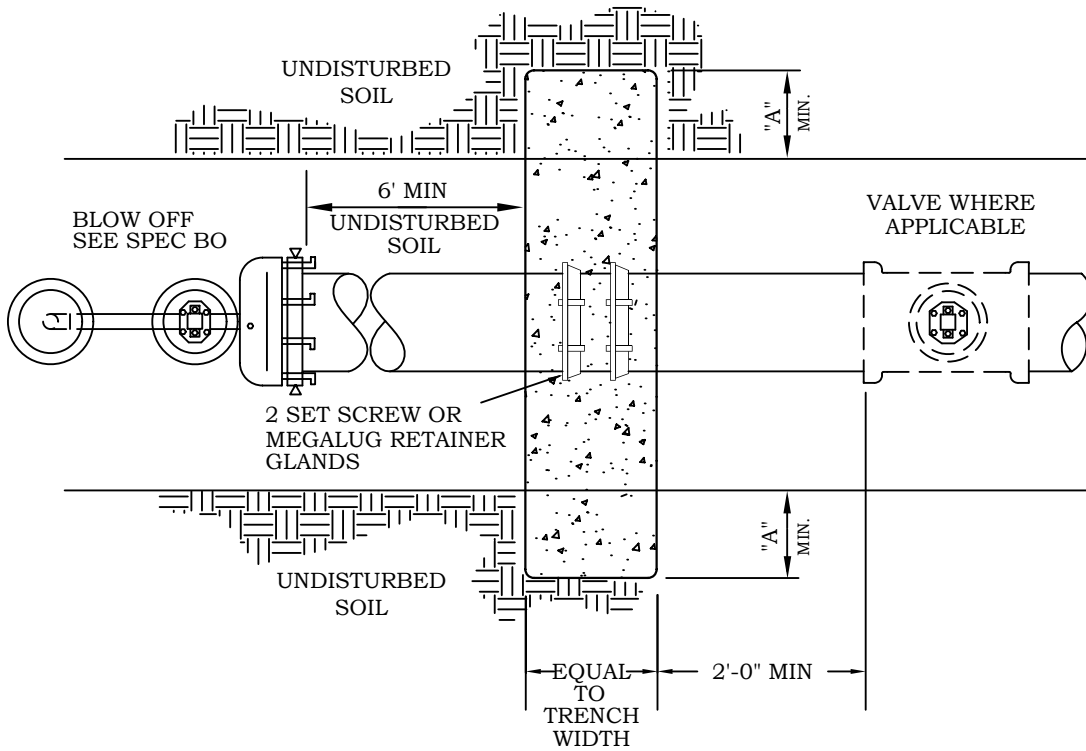 UNDISTURBED
SOIL
"A"
MIN.
6' MIN
UNDISTURBED
SOIL
BLOW OFF
SEE SPEC BO
VALVE WHERE
APPLICABLE
2 SET SCREW OR
MEGALUG RETAINER
GLANDS
"A"
MIN.
UNDISTURBED
SOIL
EQUAL
TO
TRENCH
WIDTH
2'-0" MIN